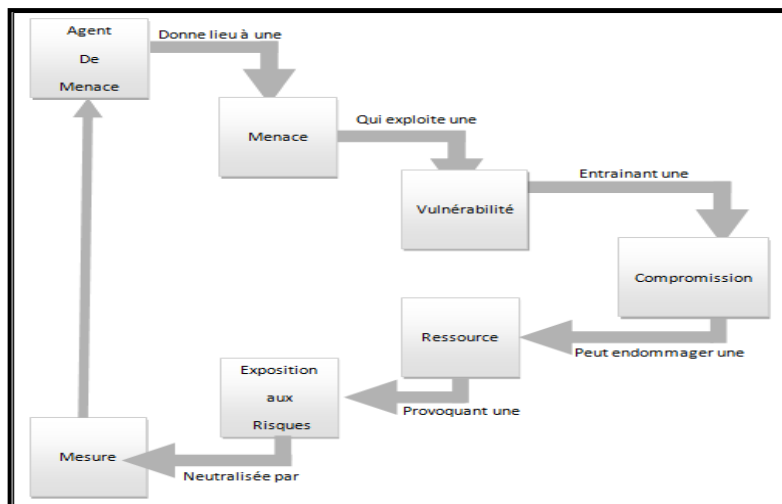 Agent
De
Menace
Donne lieu à une
Menace
Qui exploite une
Vulnérabilité
Entrainant une
Compromission
Peut endommager une
Ressource
Provoquant une
Exposition
aux
Risques
Neutralisée par
Mesure